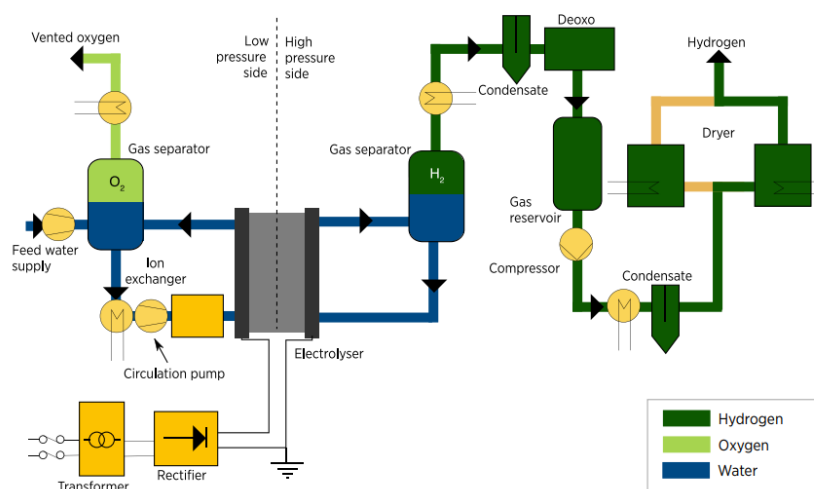 Vented oxygen
Low
pressure
side
High
pressure
side
Deoxo
Hydrogen
Condensate
Gas separator
Gas separator
Dryer
O₂
H₂
Gas
reservoir
Feed water
supply
Ion
exchanger
Compressor
Condensate
Electrolyser
Circulation pump
Transformer
Rectifier
Hydrogen
Oxygen
Water